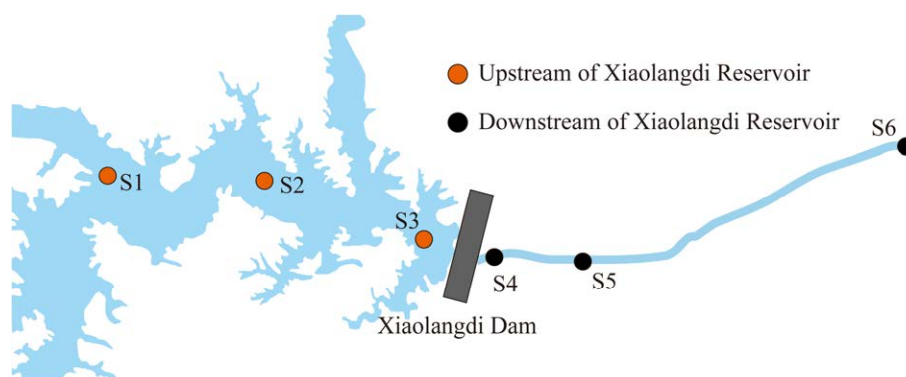 Upstream of Xiaolangdi Reservoir
Downstream of Xiaolangdi Reservoir
S6
S1
S2
S3
S4
S5
Xiaolangdi Dam